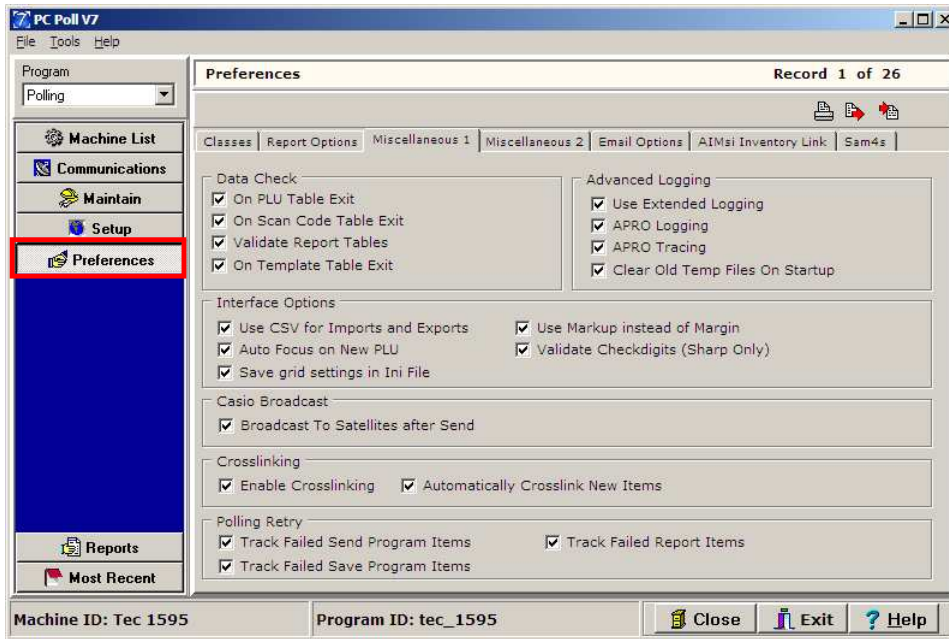 PC Poll V7
File Tools Help
Program
Polling
Machine List
Communications
Maintain
Setup
Preferences
Reports
Most Recent
Preferences Record 1 of 26
Classes Report Options Miscellaneous 1 Miscellaneous 2 Email Options AIMsi Inventory Link Sam4s
Data Check
On PLU Table Exit
On Scan Code Table Exit
Validate Report Tables
On Template Table Exit
Advanced Logging
Use Extended Logging
APRO Logging
APRO Tracing
Clear Old Temp Files On Startup
Interface Options
Use CSV for Imports and Exports Use Markup instead of Margin
Auto Focus on New PLU Validate Checkdigits (Sharp Only)
Save grid settings in Ini File
Casio Broadcast
Broadcast To Satellites after Send
Crosslinking
Enable Crosslinking Automatically Crosslink New Items
Polling Retry
Track Failed Send Program Items Track Failed Report Items
Track Failed Save Program Items
Machine ID: Tec 1595 Program ID: tec_1595 Close Exit ? Help